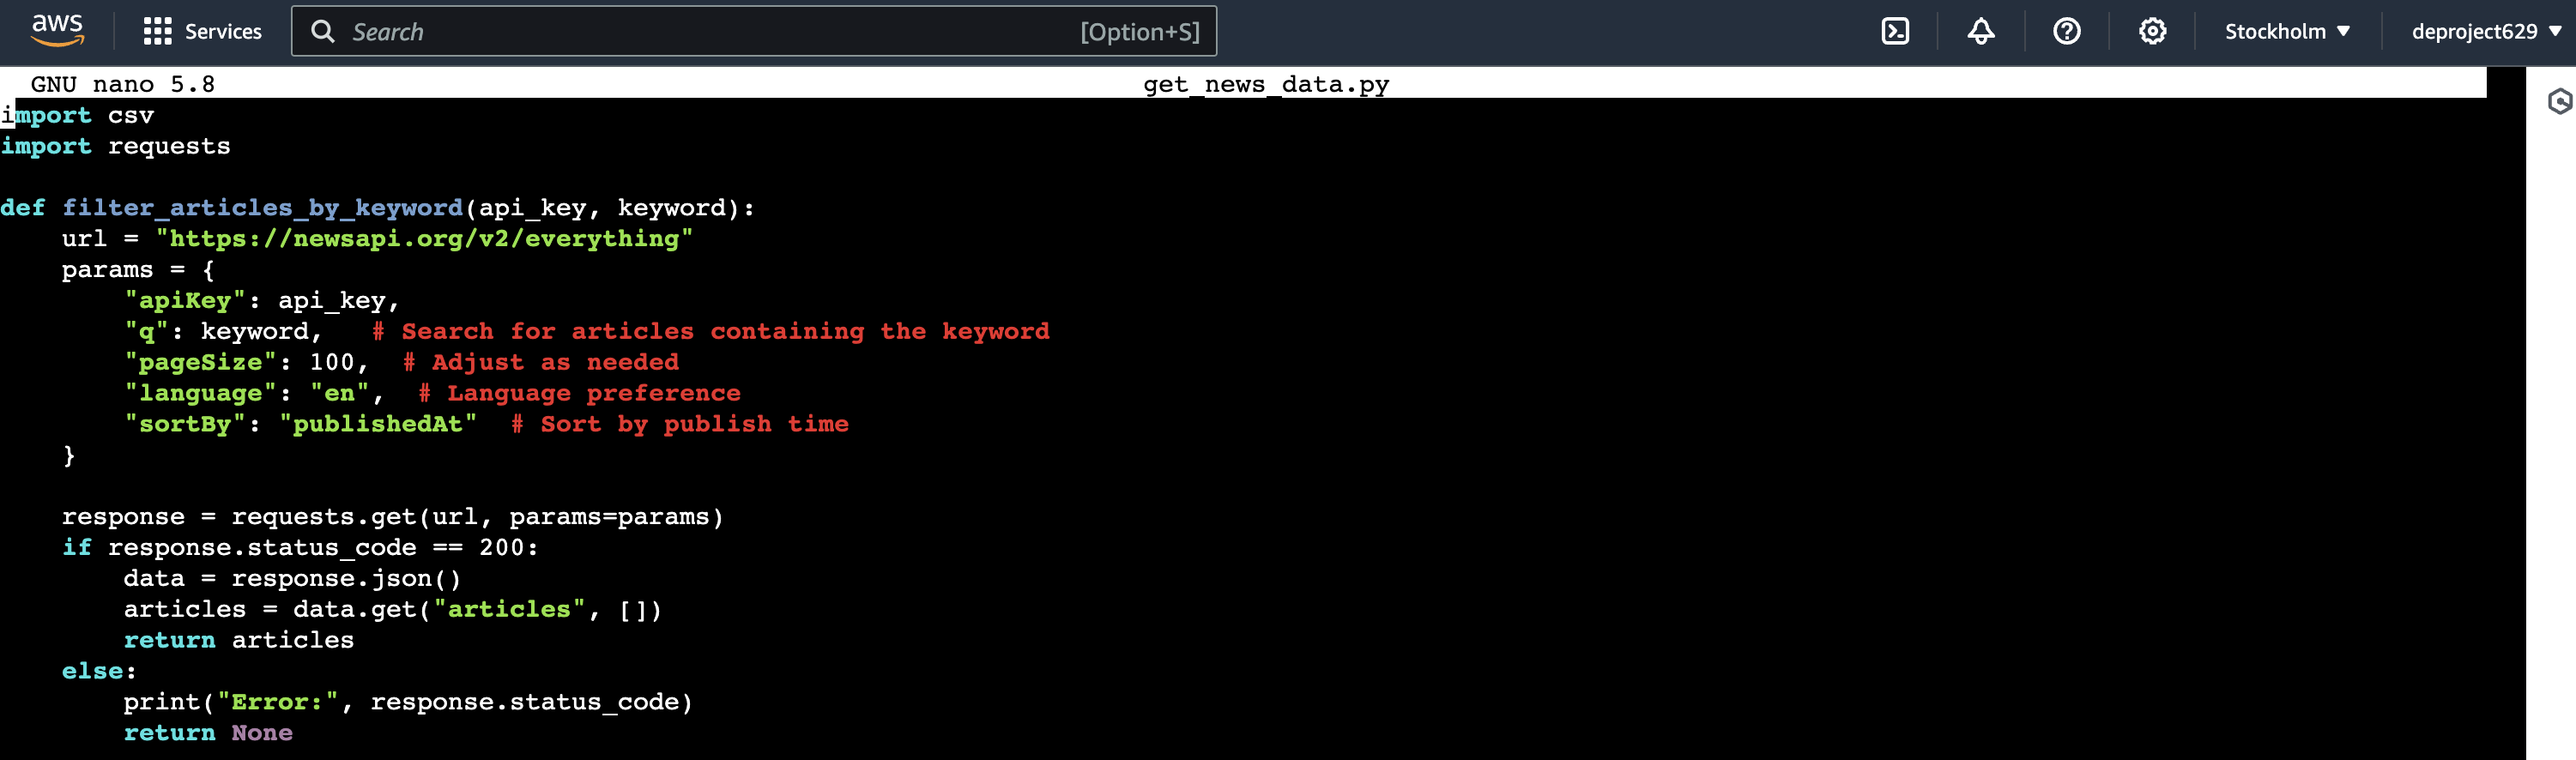 aws Services Search [Option+S] Stockholm ▼ deproject629 ▼
GNU nano 5.8 get_news_data.py
import csv
import requests

def filter_articles_by_keyword(api_key, keyword):
    url = "https://newsapi.org/v2/everything"
    params = {
        "apiKey": api_key,
        "q": keyword,   # Search for articles containing the keyword
        "pageSize": 100,  # Adjust as needed
        "language": "en",  # Language preference
        "sortBy": "publishedAt"  # Sort by publish time
    }

    response = requests.get(url, params=params)
    if response.status_code == 200:
        data = response.json()
        articles = data.get("articles", [])
        return articles
    else:
        print("Error:", response.status_code)
        return None